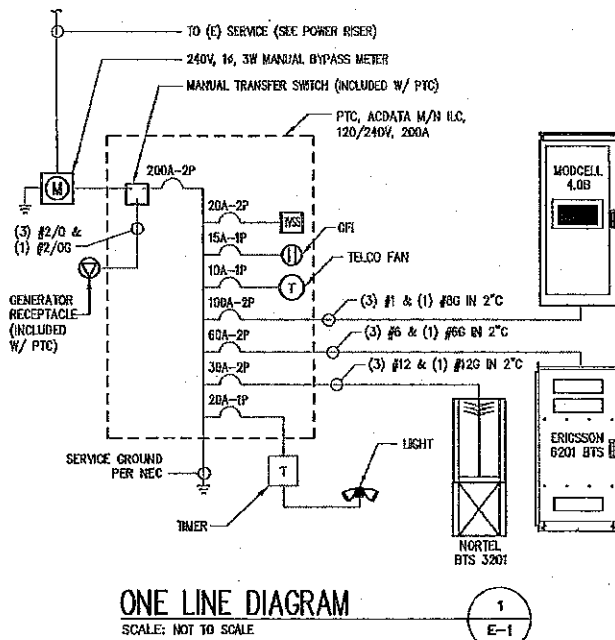 TO (E) SERVICE (SEE POWER RISER)
240V, 1ϕ, 3W MANUAL BYPASS METER
MANUAL TRANSFER SWITCH (INCLUDED W/ PTC)
PTC, ACDATA M/N ILC,
120/240V, 200A
200A-2P
M
(3) #2/0 &
(1) #2/0G
GENERATOR
RECEPTACLE
(INCLUDED
W/ PTC)
20A-2P
15A-1P
GFI
10A-1P
T
TELCO FAN
100A-2P
(3) #1 & (1) #8G IN 2"C
60A-2P
(3) #6 & (1) #6G IN 2"C
30A-2P
(3) #12 & (1) #12G IN 2"C
20A-1P
MODCELL
4.0B
ERICSSON
6201 BTS
NORTEL
BTS 3201
SERVICE GROUND
PER NEC
T
TIMER
LIGHT
ONE LINE DIAGRAM
SCALE: NOT TO SCALE
1
E-1